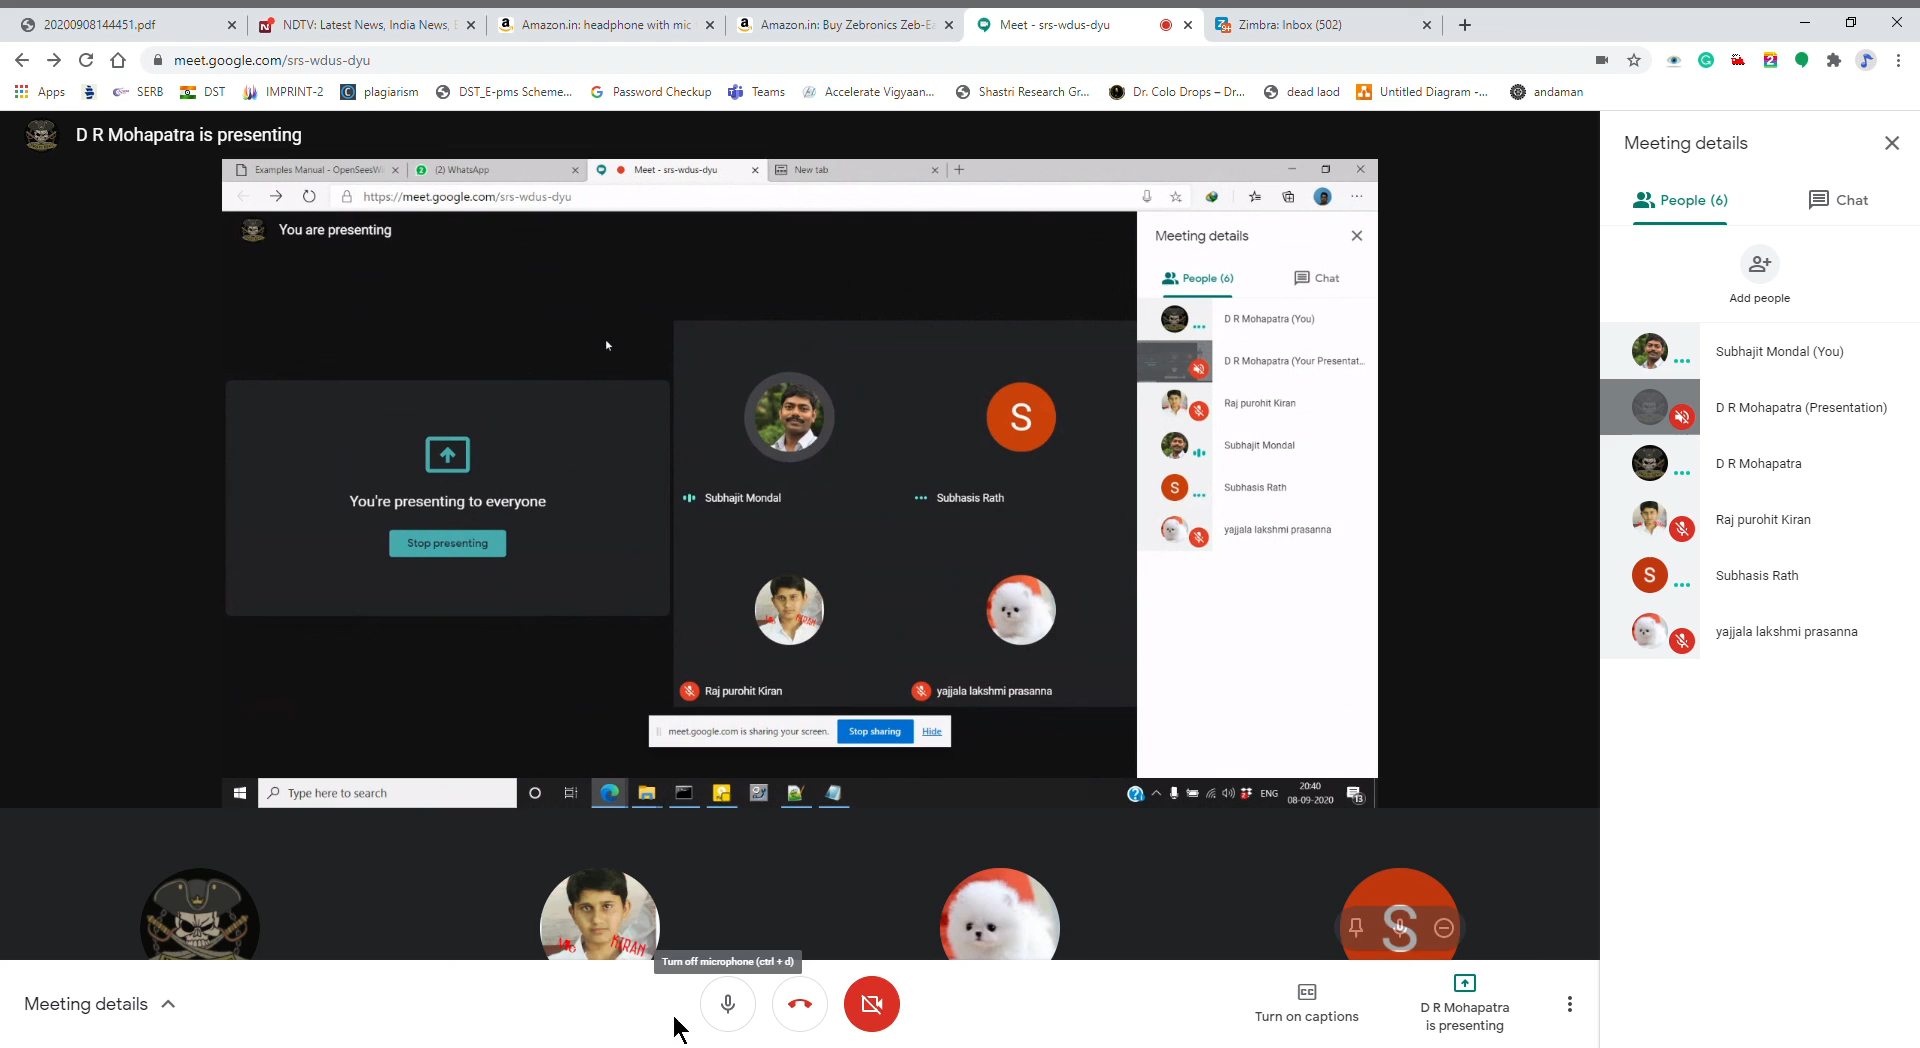 20200908144451.pdf
NDTV: Latest News, India News,
Amazon.in: headphone with mic
Amazon.in: Buy Zebronics Zeb-Ea
Meet - srs-wdus-dyu
Zimbra: Inbox (502)
meet.google.com/srs-wdus-dyu
Apps
SERB
DST
IMPRINT-2
plagiarism
DST_E-pms Scheme...
Password Checkup
Teams
Accelerate Vigyaan...
Shastri Research Gr...
Dr. Colo Drops – Dr...
dead laod
Untitled Diagram -...
andaman
D R Mohapatra is presenting
Examples Manual - OpenSeesWi
(2) WhatsApp
Meet - srs-wdus-dyu
New tab
https://meet.google.com/srs-wdus-dyu
You are presenting
Meeting details
People (6)
Chat
D R Mohapatra (You)
D R Mohapatra (Your Presentat...
Raj purohit Kiran
Subhajit Mondal
S
Subhasis Rath
yajjala lakshmi prasanna
You're presenting to everyone
Stop presenting
S
Subhajit Mondal
Subhasis Rath
KIRAN
Raj purohit Kiran
yajjala lakshmi prasanna
meet.google.com is sharing your screen.
Stop sharing
Hide
Type here to search
ENG
20:40
08-09-2020
13
Meeting details
People (6)
Chat
Add people
Subhajit Mondal (You)
D R Mohapatra (Presentation)
D R Mohapatra
Raj purohit Kiran
S
Subhasis Rath
yajjala lakshmi prasanna
KIRAN
S
Turn off microphone (ctrl + d)
Meeting details
CC
Turn on captions
D R Mohapatra
is presenting